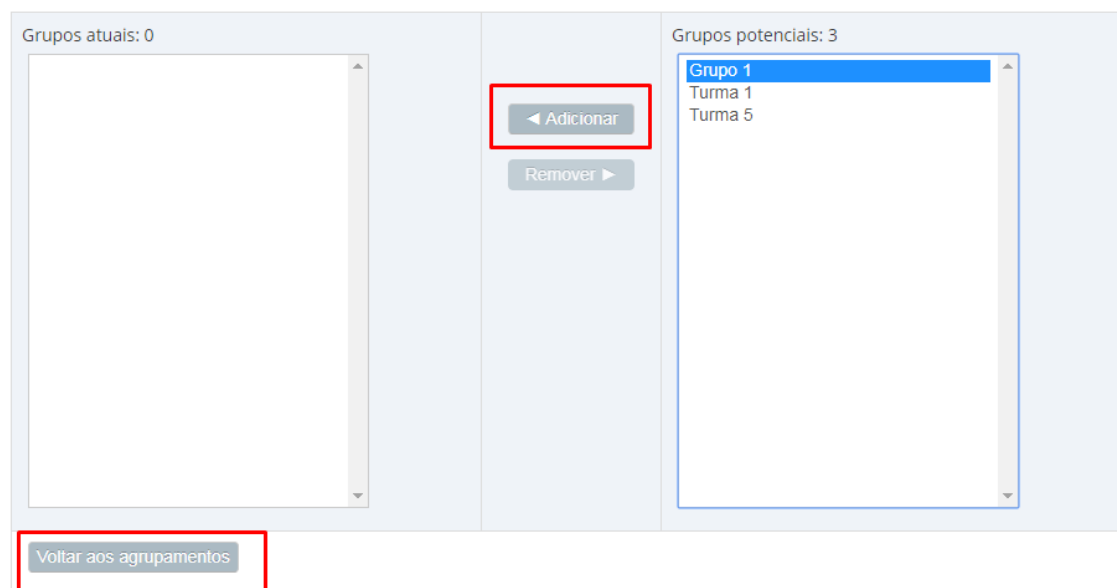 Grupos atuais: 0
Grupos potenciais: 3
Grupo 1
Turma 1
Turma 5
◄ Adicionar
Remover ►
Voltar aos agrupamentos